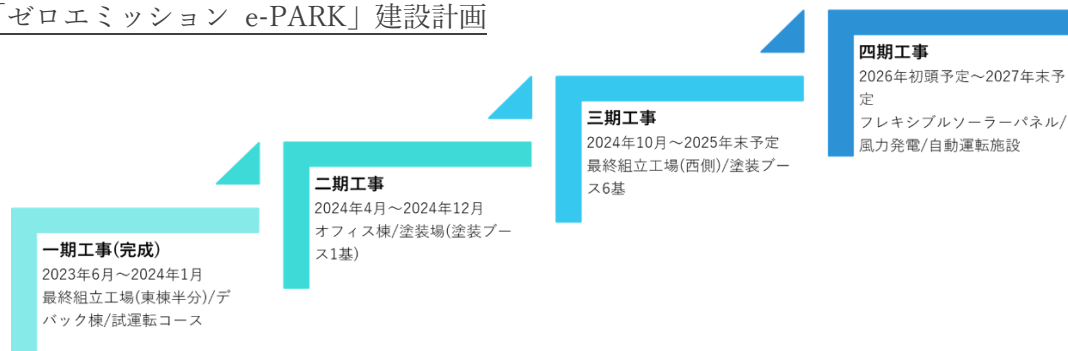 「ゼロエミッション e-PARK」建設計画
一期工事(完成)
2023年6月～2024年1月
最終組立工場(東棟半分)/デ
バック棟/試運転コース
二期工事
2024年4月～2024年12月
オフィス棟/塗装場(塗装ブー
ス1基)
三期工事
2024年10月～2025年末予定
最終組立工場(西側)/塗装ブー
ス6基
四期工事
2026年初頭予定～2027年末予
定
フレキシブルソーラーパネル/
風力発電/自動運転施設